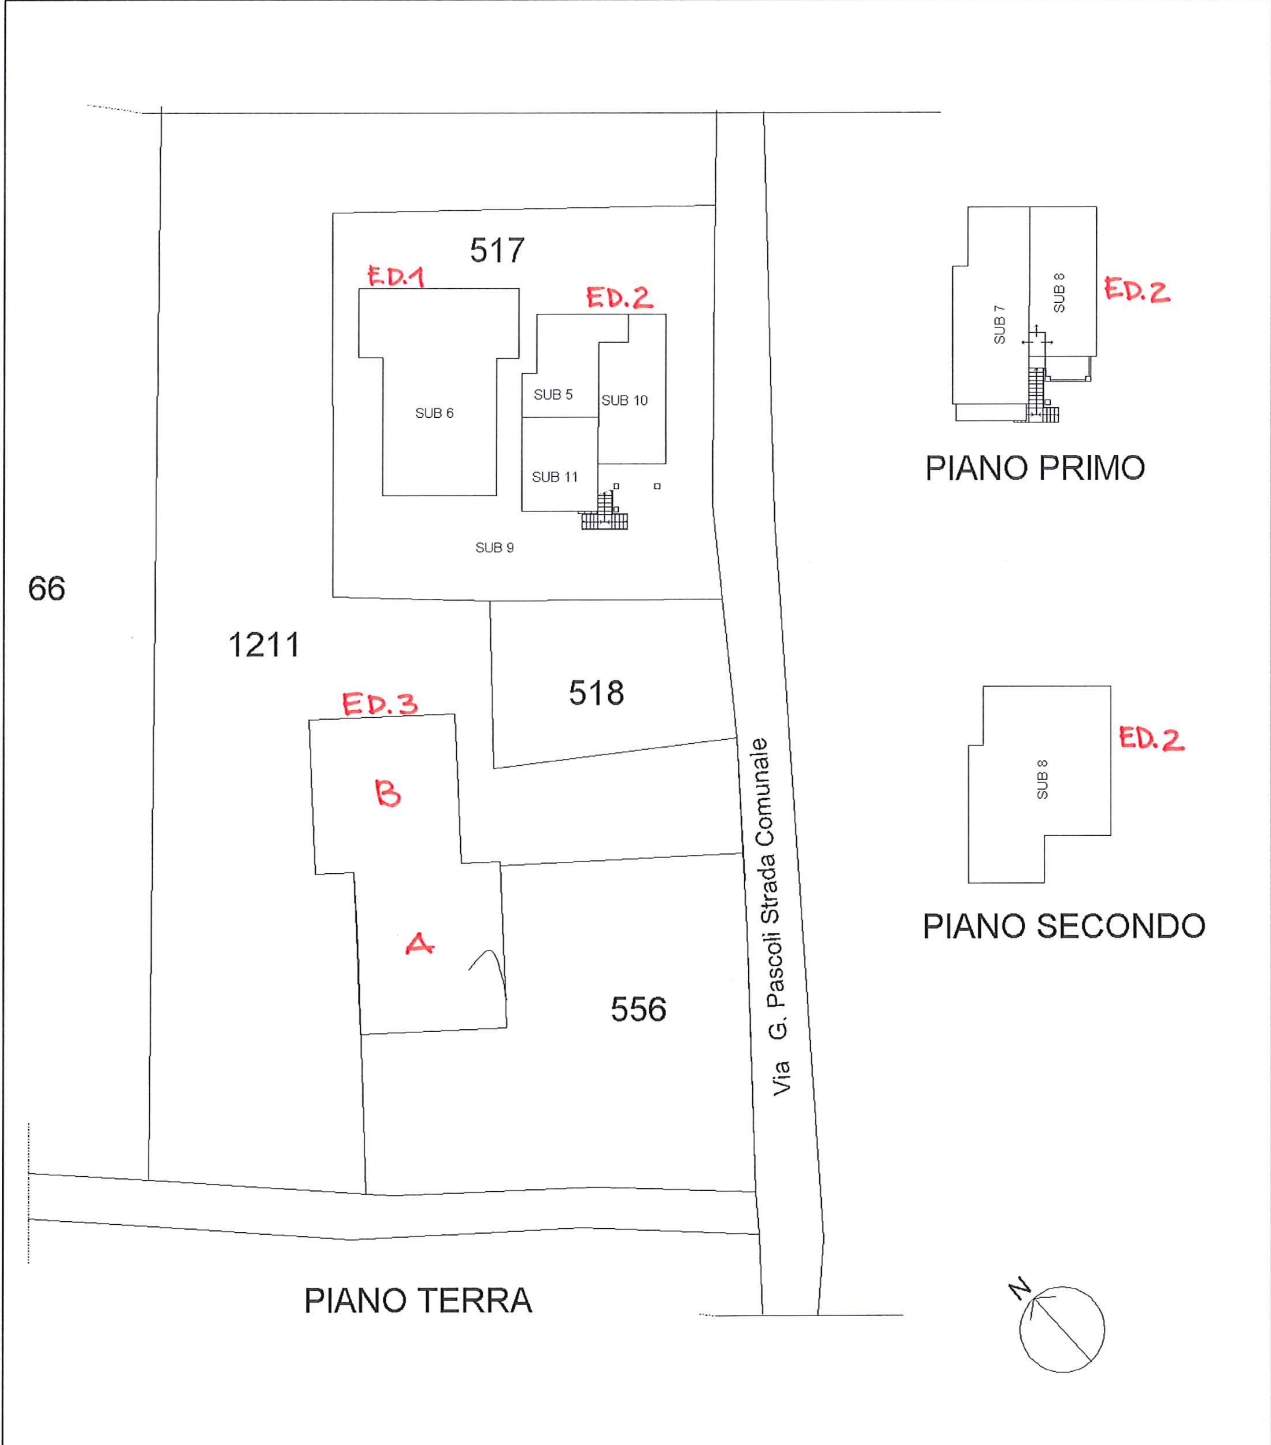 517
ED.1
ED.2
SUB 5
SUB 10
SUB 6
SUB 11
SUB 9
SUB 7
SUB 8
ED.2
PIANO PRIMO
66
1211
518
ED.3
B
A
556
Via G. Pascoli Strada Comunale
SUB 8
ED.2
PIANO SECONDO
PIANO TERRA
N